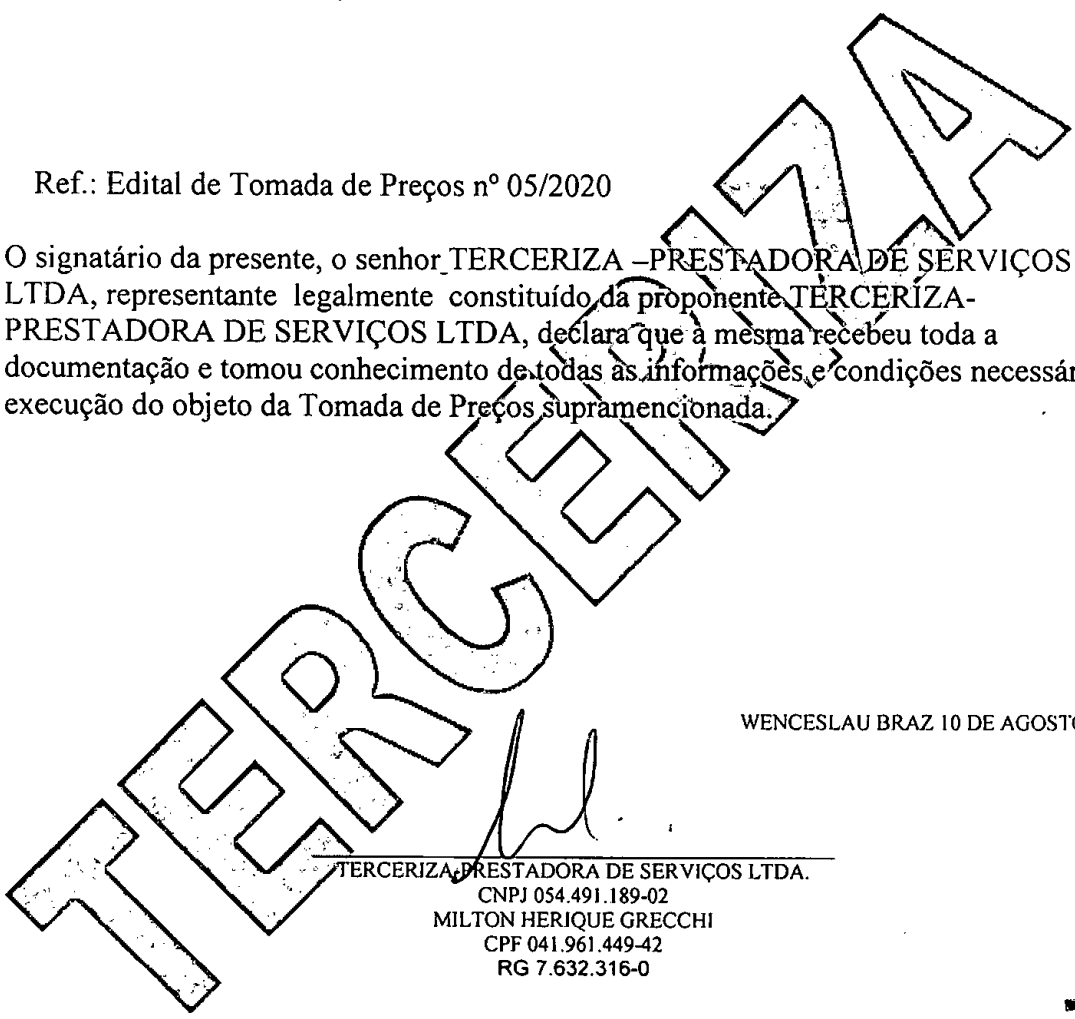 Ref.: Edital de Tomada de Preços nº 05/2020
O signatário da presente, o senhor TERCERIZA –PRESTADORA DE SERVIÇOS
LTDA, representante legalmente constituído da proponente TERCERIZA-
PRESTADORA DE SERVIÇOS LTDA, declara que a mesma recebeu toda a
documentação e tomou conhecimento de todas as informações e condições
execução do objeto da Tomada de Preços supramencionada.
TERCERIZA
WENCESLAU BRAZ 10 DE AGOSTO
TERCERIZA-PRESTADORA DE SERVIÇOS LTDA.
CNPJ 054.491.189-02
MILTON HERIQUE GRECCHI
CPF 041.961.449-42
RG 7.632.316-0